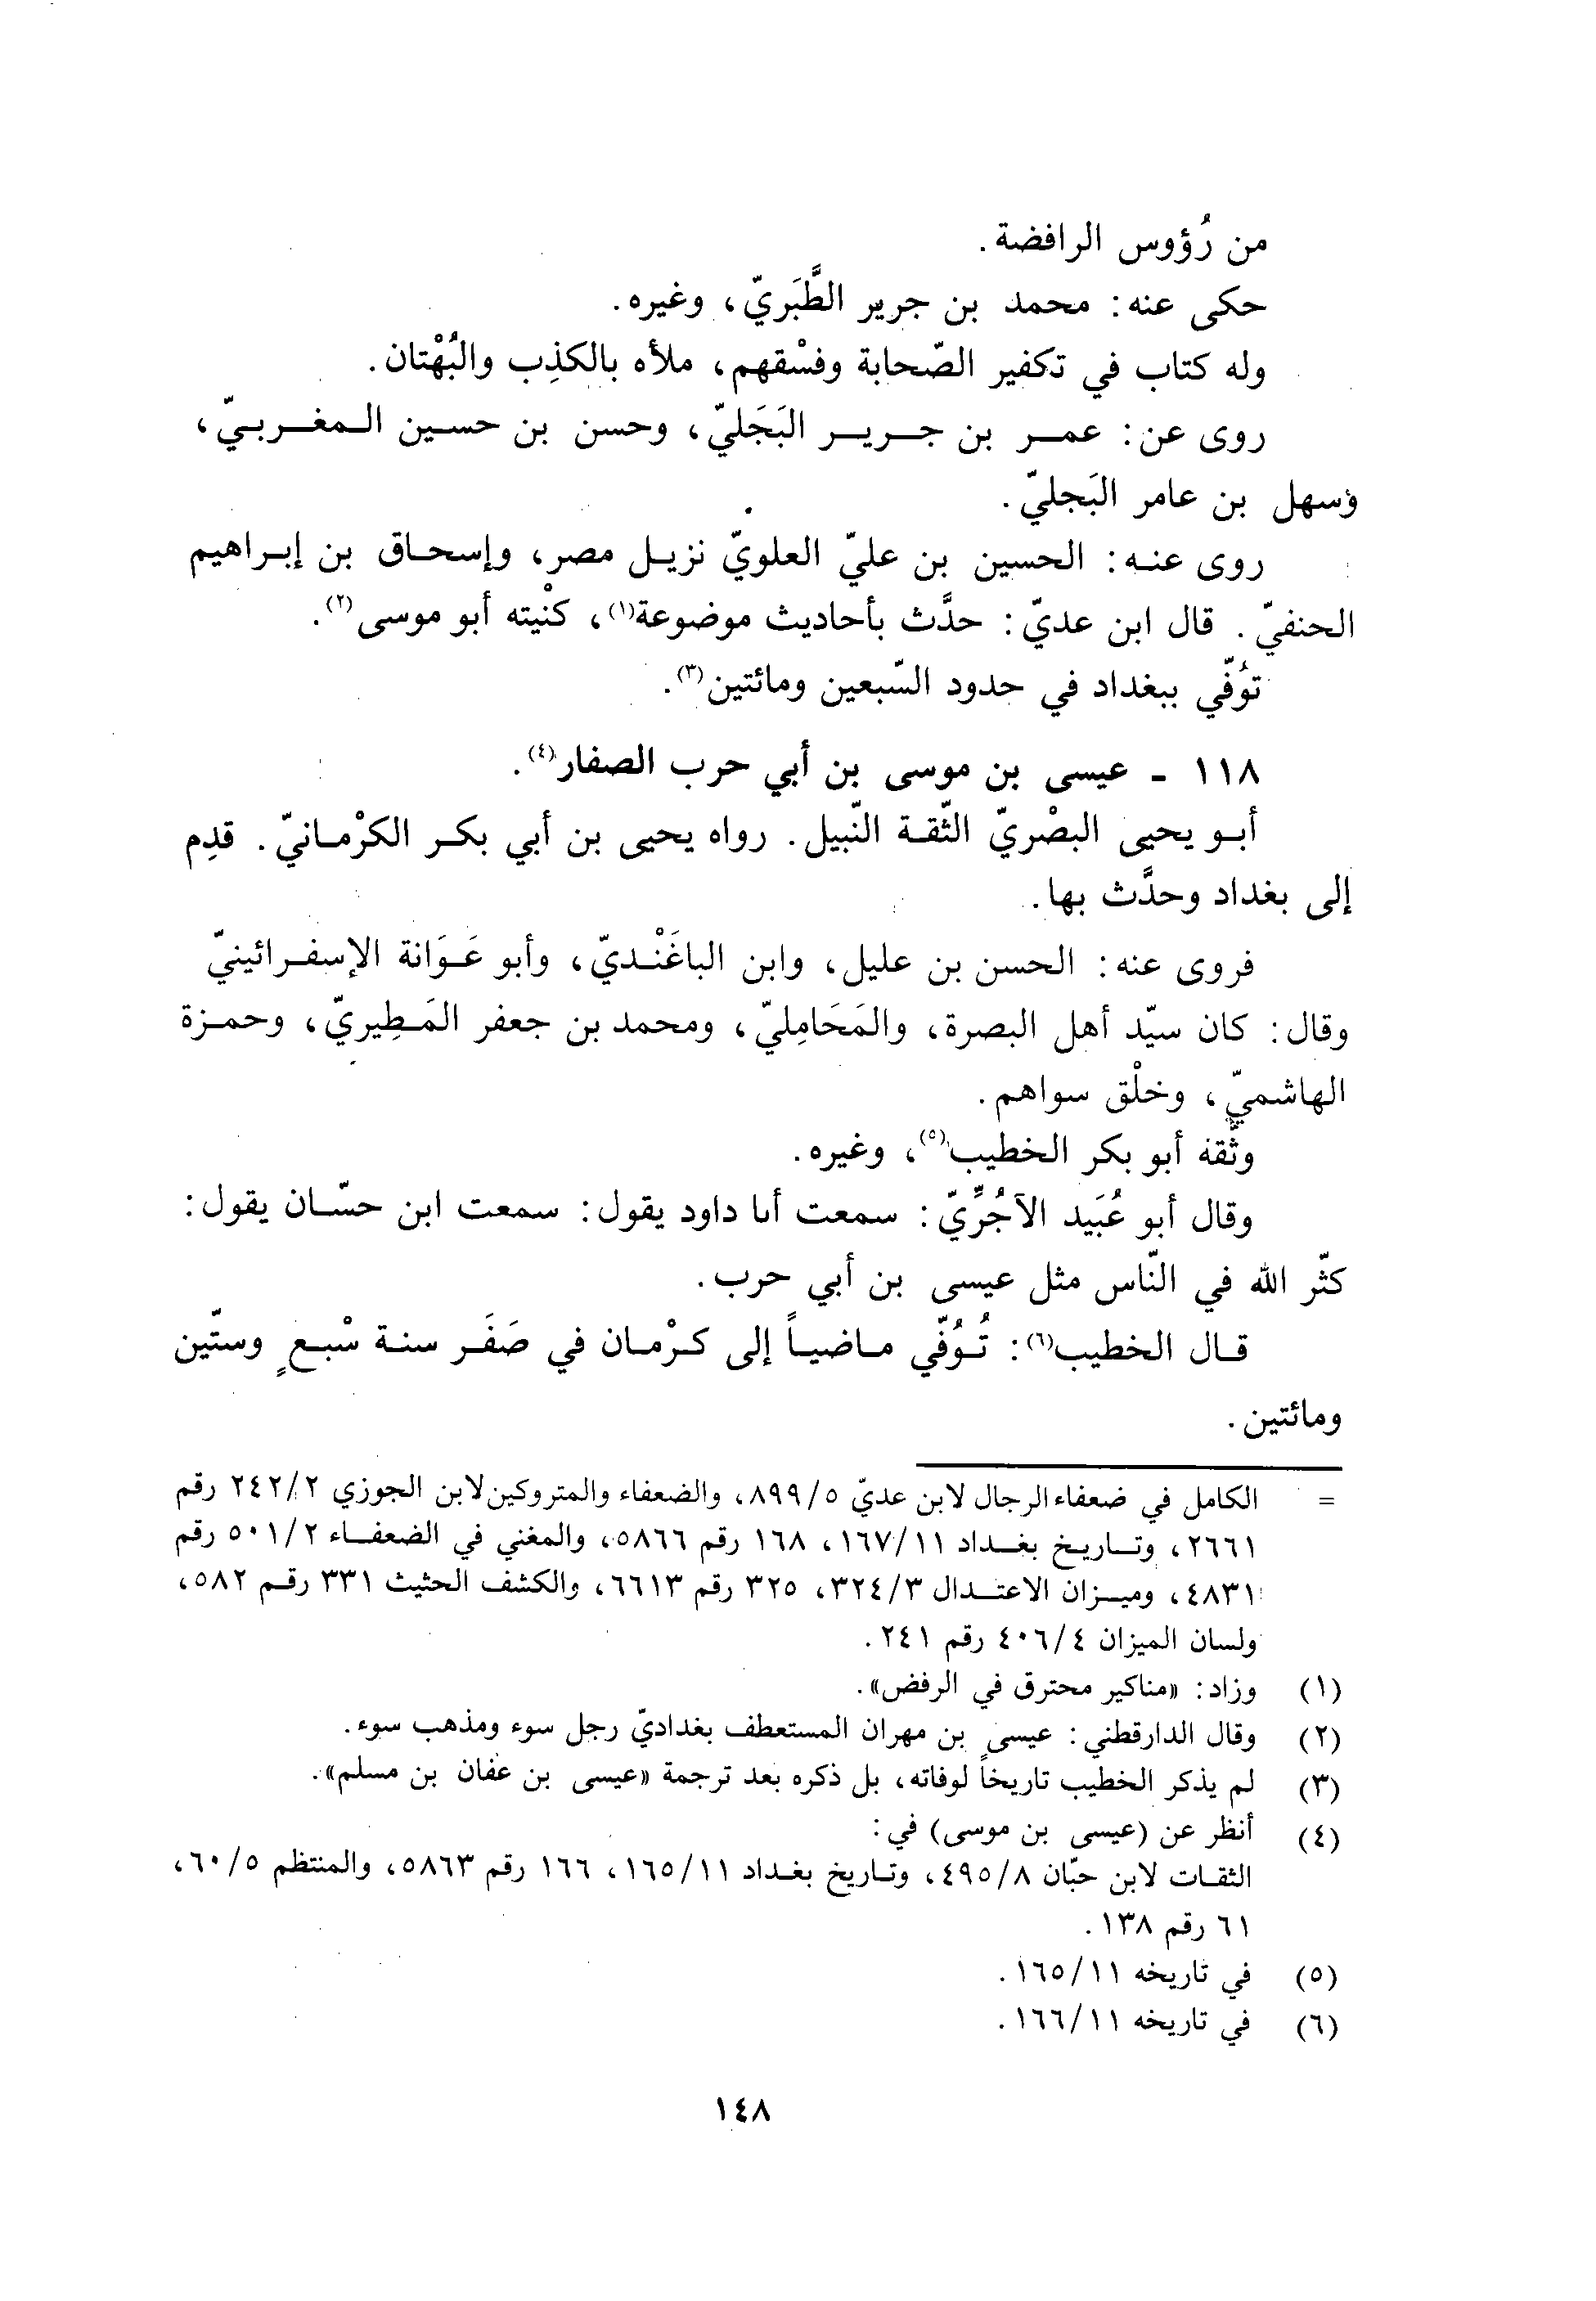 من رُؤوس الرافضة.
حكى عنه: محمد بن جرير الطَّبَريّ، وغيره.
وله كتاب في تكفير الصّحابة وفسْقهم، ملأه بالكذِب والبُهْتان.
روى عن: عمر بن جرير البَجَليّ، وحسن بن حسين المغربيّ،
وسهل بن عامر البَجليّ.
روى عنه: الحسين بن عليّ العلويّ نزيل مصر، وإسحاق بن إبراهيم
الحنفيّ. قال ابن عديّ: حدَّث بأحاديث موضوعة(١)، كنْيته أبو موسى(٢).
توُفّي ببغداد في حدود السّبعين ومائتين(٣).
١١٨ - عيسى بن موسى بن أبي حرب الصفار(٤).
أبو يحيى البصْريّ الثّقة النّبيل. رواه يحيى بن أبي بكر الكرْمانيّ. قدِم
إلى بغداد وحدَّث بها.
فروى عنه: الحسن بن عليل، وابن الباغَنْديّ، وأبو عَوَانة الإسفرائينيّ
وقال: كان سيّد أهل البصرة، والمَحَامِليّ، ومحمد بن جعفر المَطِيريّ، وحمزة
الهاشميّ، وخلْق سواهم.
وثَّقه أبو بكر الخطيب(٥)، وغيره.
وقال أبو عُبَيد الآجُرِّيّ: سمعت أبا داود يقول: سمعت ابن حسّان يقول:
كثّر الله في النّاس مثل عيسى بن أبي حرب.
قال الخطيب(٦): تُوُفّي ماضياً إلى كرْمان في صَفَر سنة سْبعٍ وستّين
ومائتين.
= الكامل في ضعفاء الرجال لابن عديّ ٥/ ٨٩٩، والضعفاء والمتروكين لابن الجوزي ٢/ ٢٤٢ رقم
٢٦٦١، وتاريخ بغداد ١١/ ١٦٧، ١٦٨ رقم ٥٨٦٦، والمغني في الضعفاء ٢/ ٥٠١ رقم
٤٨٣١، وميزان الاعتدال ٣/ ٣٢٤، ٣٢٥ رقم ٦٦١٣، والكشف الحثيث ٣٣١ رقم ٥٨٢،
ولسان الميزان ٤/ ٤٠٦ رقم ٢٤١.
(١) وزاد: «مناكير محترق في الرفض».
(٢) وقال الدارقطني: عيسى بن مهران المستعطف بغداديّ رجل سوء ومذهب سوء.
(٣) لم يذكر الخطيب تاريخاً لوفاته، بل ذكره بعد ترجمة «عيسى بن عفان بن مسلم».
(٤) أنظر عن (عيسى بن موسى) في:
الثقات لابن حبّان ٨/ ٤٩٥، وتاريخ بغداد ١١/ ١٦٥، ١٦٦ رقم ٥٨٦٣، والمنتظم ٥/ ٦٠،
٦١ رقم ١٣٨.
(٥) في تاريخه ١١/ ١٦٥.
(٦) في تاريخه ١١/ ١٦٦.
١٤٨